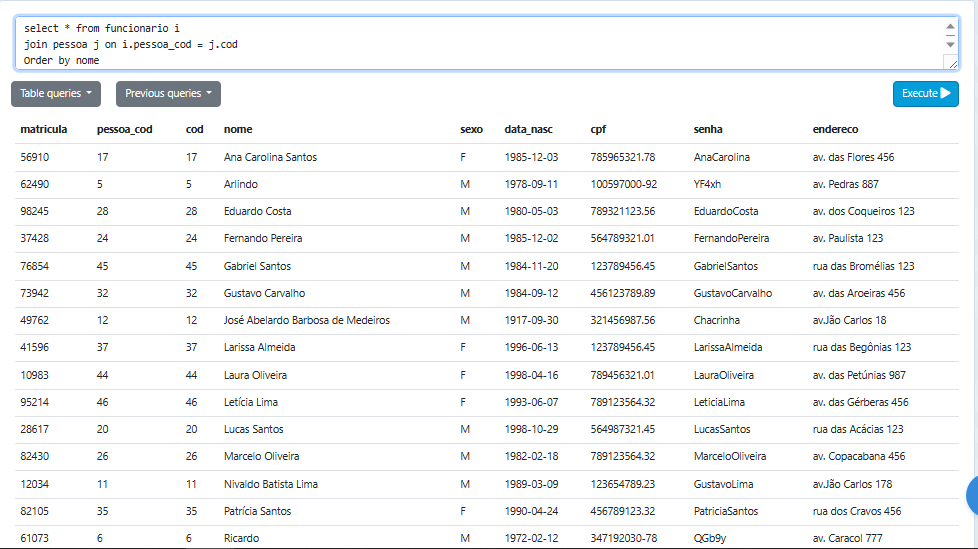 select * from funcionario i
join pessoa j on i.pessoa_cod = j.cod
Order by nome
Table queries Previous queries Execute
matricula pessoa_cod cod nome sexo data_nasc cpf senha endereco
56910 17 17 Ana Carolina Santos F 1985-12-03 785965321.78 AnaCarolina av. das Flores 456
62490 5 5 Arlindo M 1978-09-11 100597000-92 YF4xh av. Pedras 887
98245 28 28 Eduardo Costa M 1980-05-03 789321123.56 EduardoCosta av. dos Coqueiros 123
37428 24 24 Fernando Pereira M 1985-12-02 564789321.01 FernandoPereira av. Paulista 123
76854 45 45 Gabriel Santos M 1984-11-20 123789456.45 GabrielSantos rua das Bromélias 123
73942 32 32 Gustavo Carvalho M 1984-09-12 456123789.89 GustavoCarvalho av. das Aroeiras 456
49762 12 12 José Abelardo Barbosa de Medeiros M 1917-09-30 321456987.56 Chacrinha av.Jão Carlos 18
41596 37 37 Larissa Almeida F 1996-06-13 123789456.45 LarissaAlmeida rua das Begônias 123
10983 44 44 Laura Oliveira F 1998-04-16 789456321.01 LauraOliveira av. das Petúnias 987
95214 46 46 Letícia Lima F 1993-06-07 789123564.32 LeticiaLima av. das Gérberas 456
28617 20 20 Lucas Santos M 1998-10-29 564987321.45 LucasSantos rua das Acácias 123
82430 26 26 Marcelo Oliveira M 1982-02-18 789123564.32 MarceloOliveira av. Copacabana 456
12034 11 11 Nivaldo Batista Lima M 1989-03-09 123654789.23 GustavoLima av.Jão Carlos 178
82105 35 35 Patrícia Santos F 1990-04-24 456789123.32 PatriciaSantos rua dos Cravos 456
61073 6 6 Ricardo M 1972-02-12 347192030-78 QGb9y av. Caracol 777